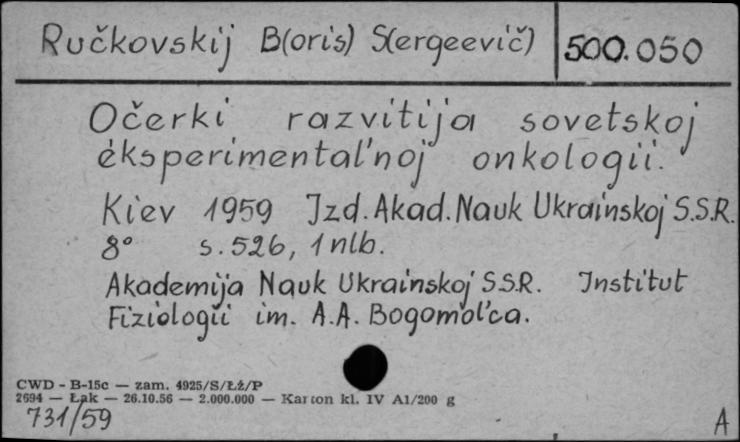 Ručkovskij B(oris) S(ergeevič) 500.050
Očerki razvitija sovetskoj
ėksperimental'noj onkologii.
Kiev 1959 Izd. Akad. Nauk Ukrainskoj S.S.R.
8° s. 526, 1 nlb.
Akademija Nauk Ukrainskoj S.S.R. Institut
Fiziologii im. A.A. Bogomol'ca.
CWD - B-15c — zam. 4925/S/Łż/P
2694 — Łąk — 26.10.56 — 2.000.000 — Karton kl. IV A1/200 g
731/59 A